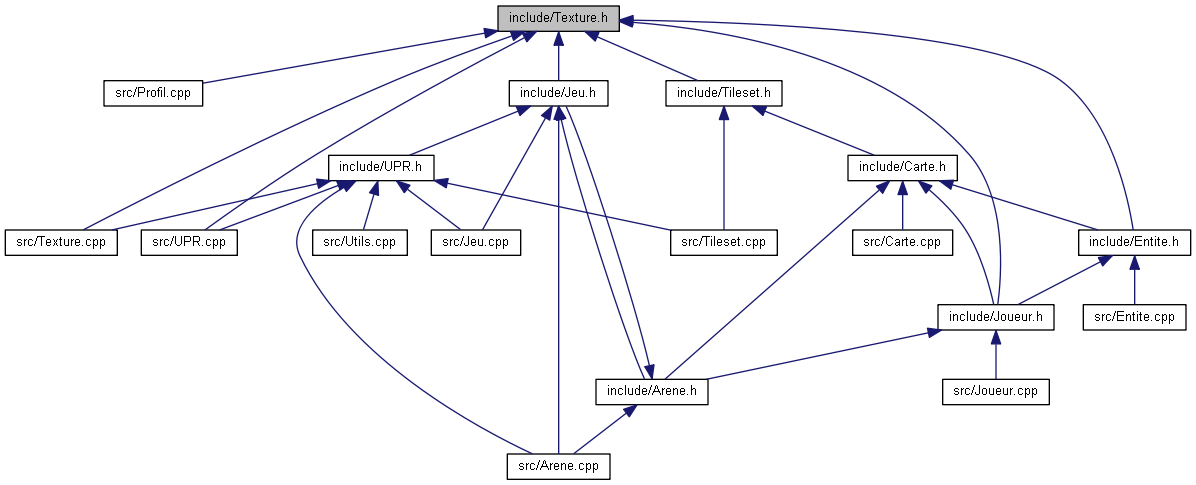 include/Texture.h
src/Profil.cpp
include/Jeu.h
include/Tileset.h
include/UPR.h
include/Carte.h
src/Texture.cpp
src/UPR.cpp
src/Utils.cpp
src/Jeu.cpp
src/Tileset.cpp
src/Carte.cpp
include/Entite.h
include/Joueur.h
src/Entite.cpp
include/Arene.h
src/Joueur.cpp
src/Arene.cpp